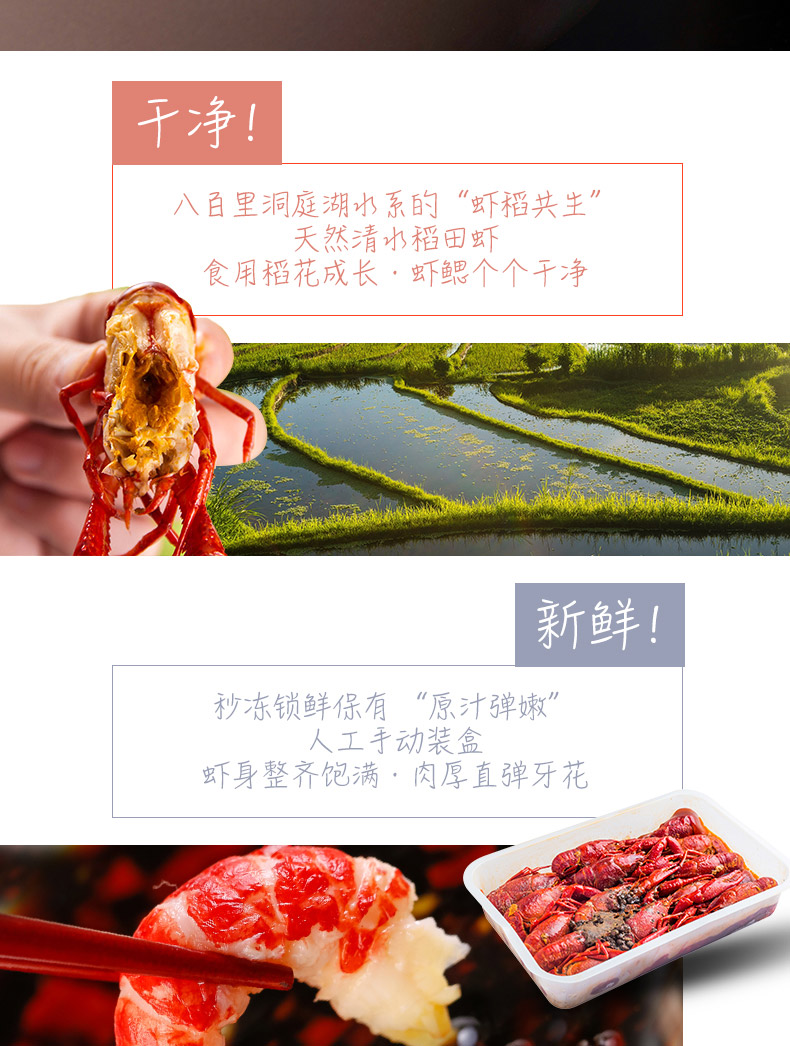 干净!
八百里洞庭湖水系的“虾稻共生”
天然清水稻田虾
食用稻花成长·虾鳃个个干净
新鲜!
秒冻锁鲜保有 “原汁弹嫩”
人工手动装盒
虾身整齐饱满·肉厚直弹牙花